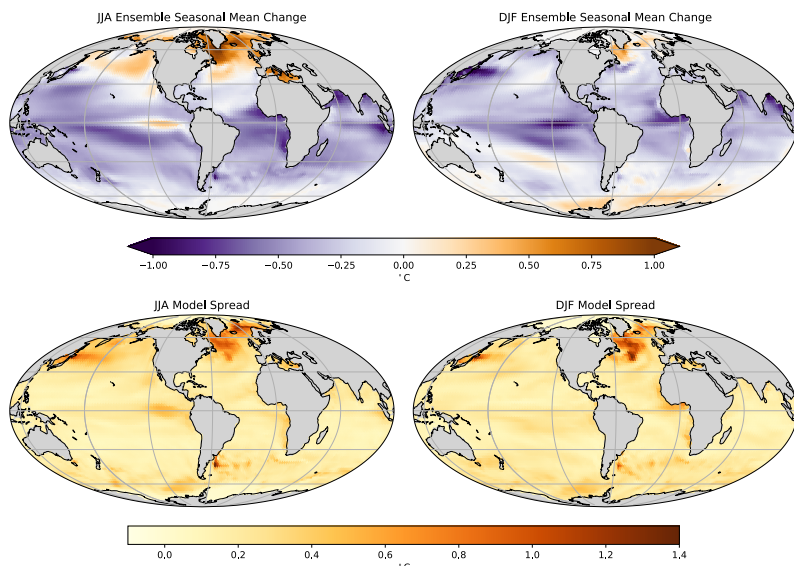 JJA Ensemble Seasonal Mean Change
DJF Ensemble Seasonal Mean Change
−1.00 −0.75 −0.50 −0.25 0.00 0.25 0.50 0.75 1.00
˚C
JJA Model Spread
DJF Model Spread
0,0 0,2 0,4 0,6 0,8 1,0 1,2 1,4